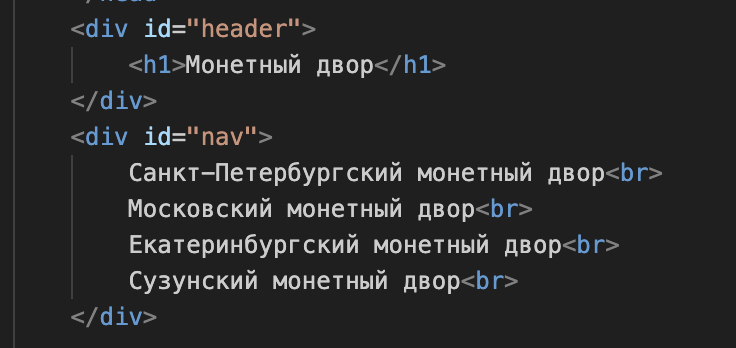 </head
<div id="header">
<h1>Монетный двор</h1>
</div>
<div id="nav">
Санкт-Петербургский монетный двор<br>
Московский монетный двор<br>
Екатеринбургский монетный двор<br>
Сузунский монетный двор<br>
</div>